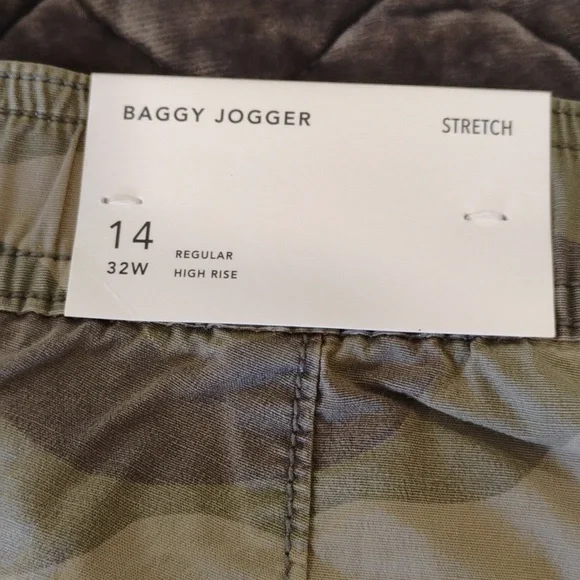 BAGGY JOGGER
STRETCH
14
32W
REGULAR
HIGH RISE